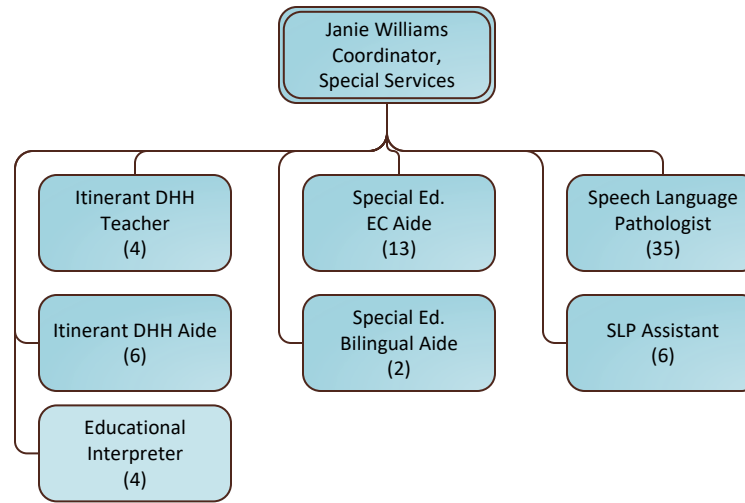 Janie Williams
Coordinator,
Special Services
Itinerant DHH
Teacher
(4)
Special Ed.
EC Aide
(13)
Speech Language
Pathologist
(35)
Itinerant DHH Aide
(6)
Special Ed.
Bilingual Aide
(2)
SLP Assistant
(6)
Educational
Interpreter
(4)